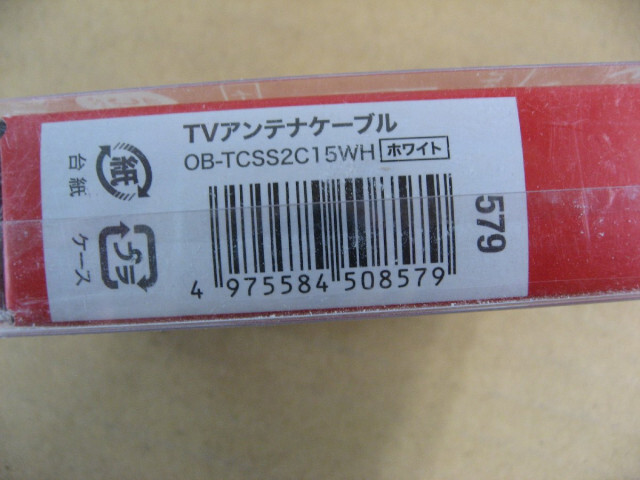 TVアンテナケーブル
OB-TCSS2C15WH ホワイト
紙
台紙
プラ
ケース
4 975584 508579
579